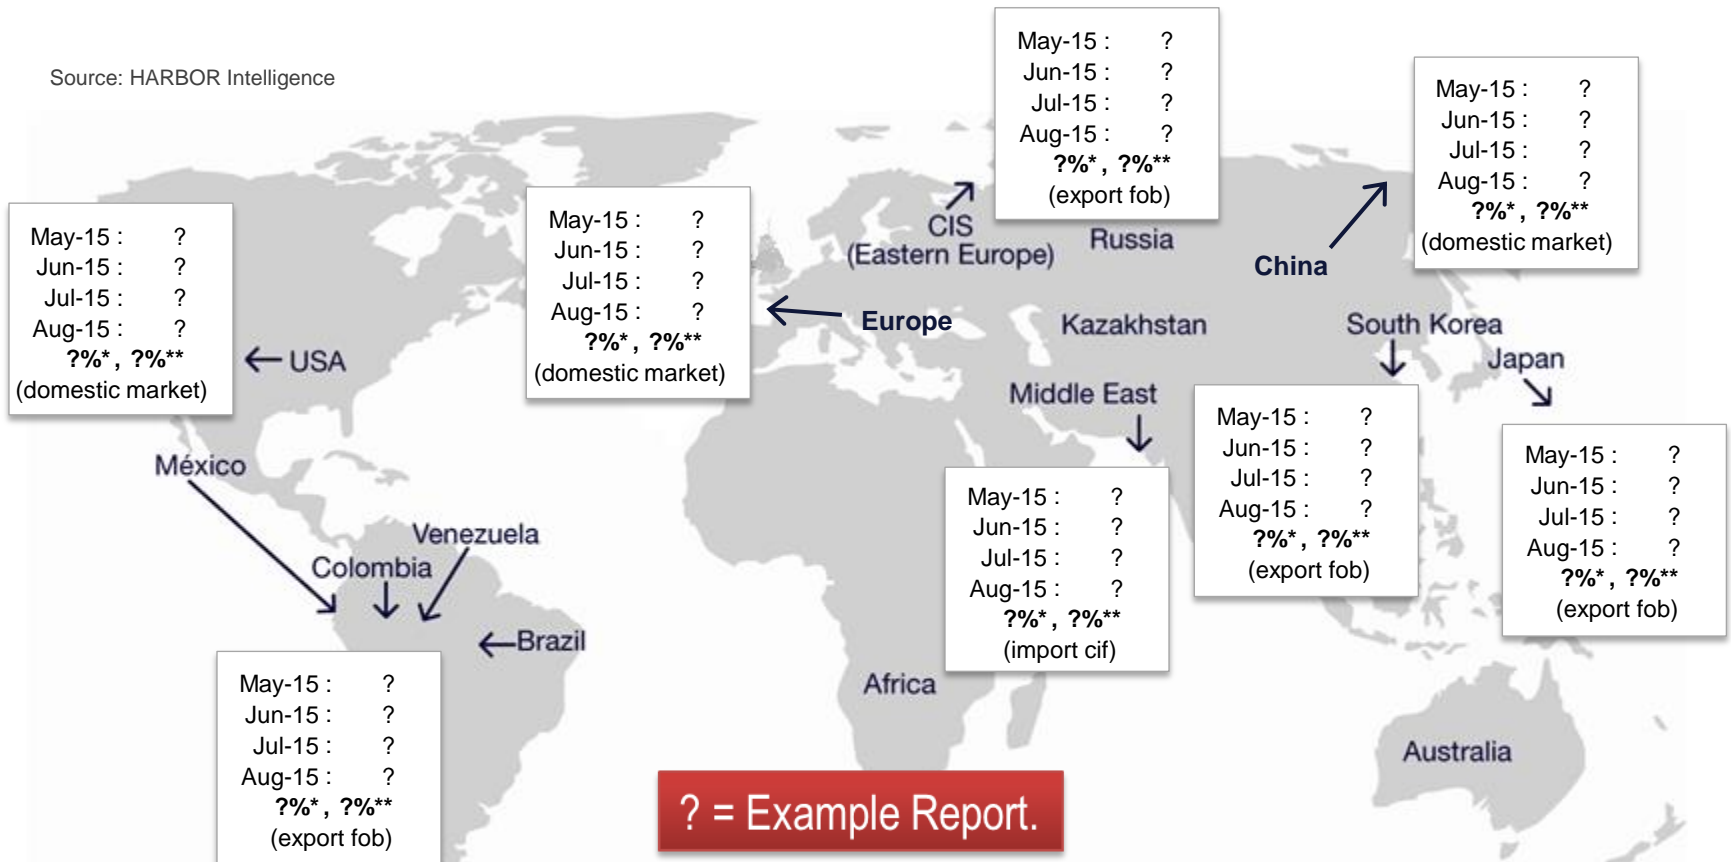 Source: HARBOR Intelligence
May-15 : ?
Jun-15 : ?
Jul-15 : ?
Aug-15 : ?
?%* , ?%**
(export fob)
May-15 : ?
Jun-15 : ?
Jul-15 : ?
Aug-15 : ?
?%* , ?%**
(domestic market)
May-15 : ?
Jun-15 : ?
Jul-15 : ?
Aug-15 : ?
?%* , ?%**
(domestic market)
May-15 : ?
Jun-15 : ?
Jul-15 : ?
Aug-15 : ?
?%* , ?%**
(domestic market)
CIS
(Eastern Europe)
Russia
China
Europe
Kazakhstan
South Korea
Japan
USA
Middle East
México
Venezuela
Colombia
Brazil
May-15 : ?
Jun-15 : ?
Jul-15 : ?
Aug-15 : ?
?%* , ?%**
(export fob)
May-15 : ?
Jun-15 : ?
Jul-15 : ?
Aug-15 : ?
?%* , ?%**
(export fob)
May-15 : ?
Jun-15 : ?
Jul-15 : ?
Aug-15 : ?
?%* , ?%**
(import cif)
May-15 : ?
Jun-15 : ?
Jul-15 : ?
Aug-15 : ?
?%* , ?%**
(export fob)
Africa
Australia
? = Example Report.